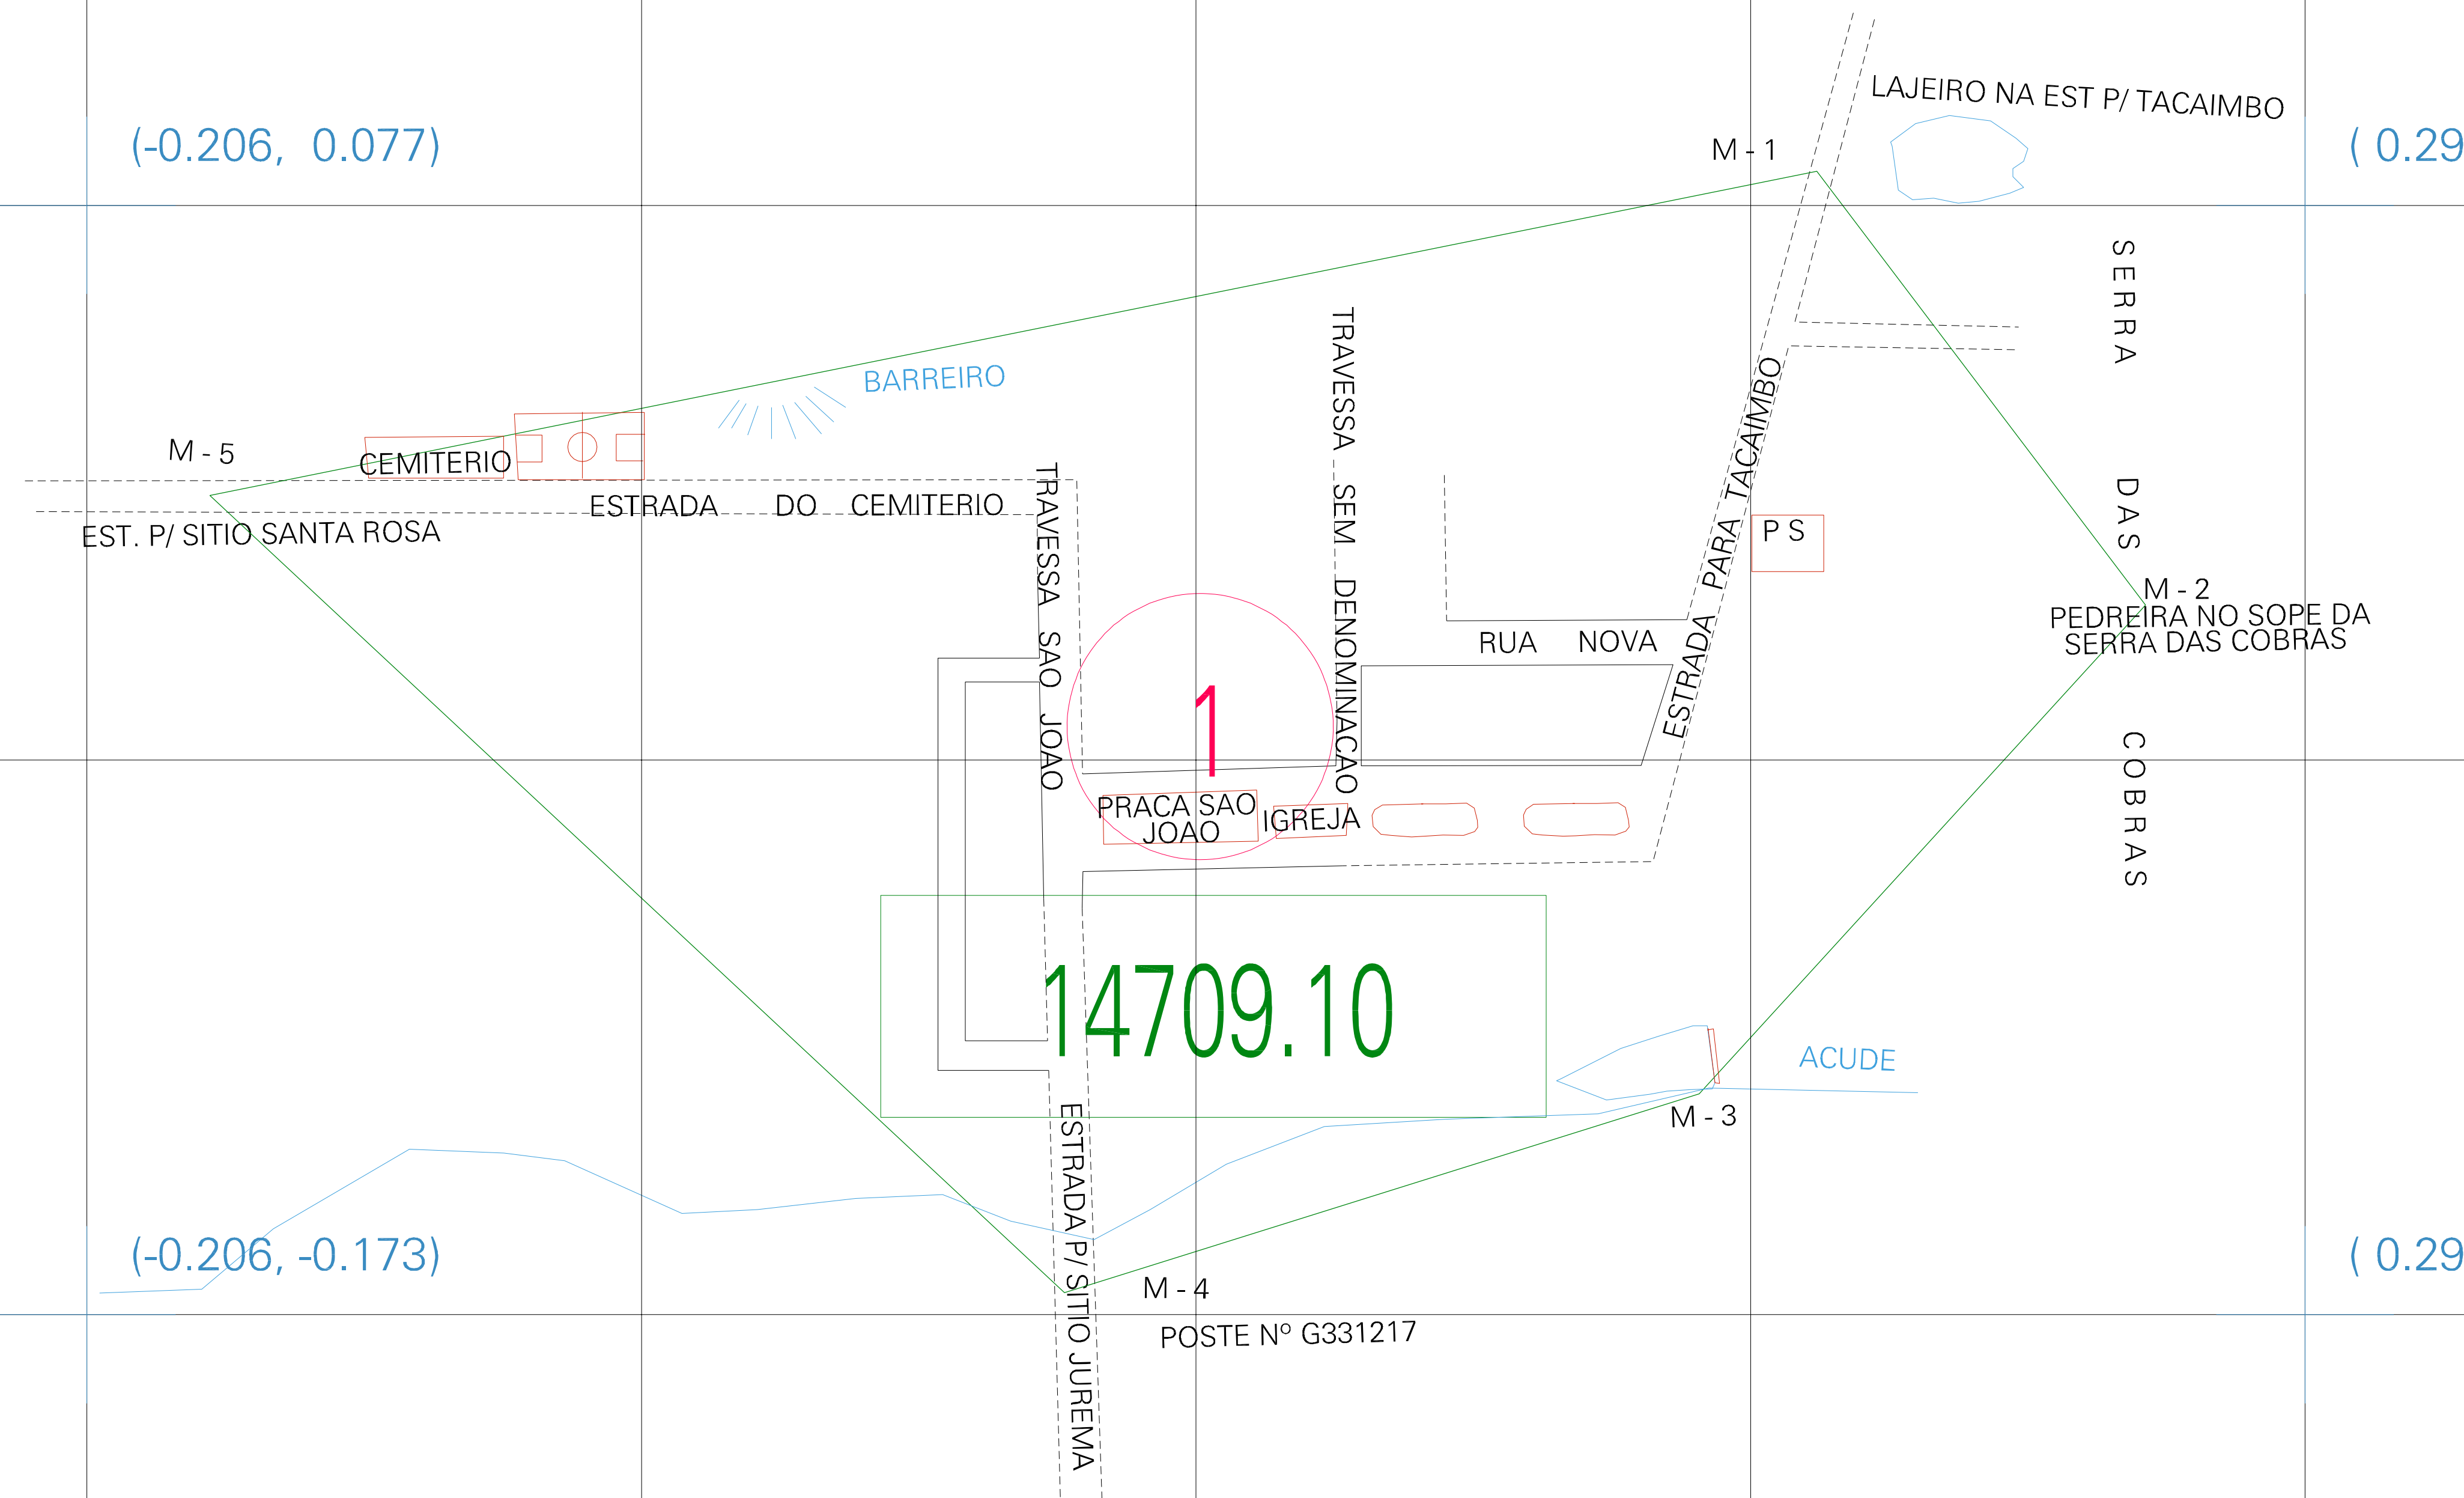 LAJEIRO NA EST P/ TACAIMBO
(-0.206, 0.077)
M - 1
( 0.29
SERRA DAS COBRAS
TRAVESSA SEM DENOMINACAO
BARREIRO
ESTRADA PARA TACAIMBO
M - 5
CEMITERIO
TRAVESSA SAO JOAO
ESTRADA DO CEMITERIO
EST. P/ SITIO SANTA ROSA
P S
M - 2
PEDREIRA NO SOPE DA
SERRA DAS COBRAS
RUA NOVA
1
PRACA SAO
JOAO
IGREJA
14709.10
ACUDE
M - 3
ESTRADA P/ SITIO JUREMA
(-0.206, -0.173)
( 0.29
M - 4
POSTE Nº G331217